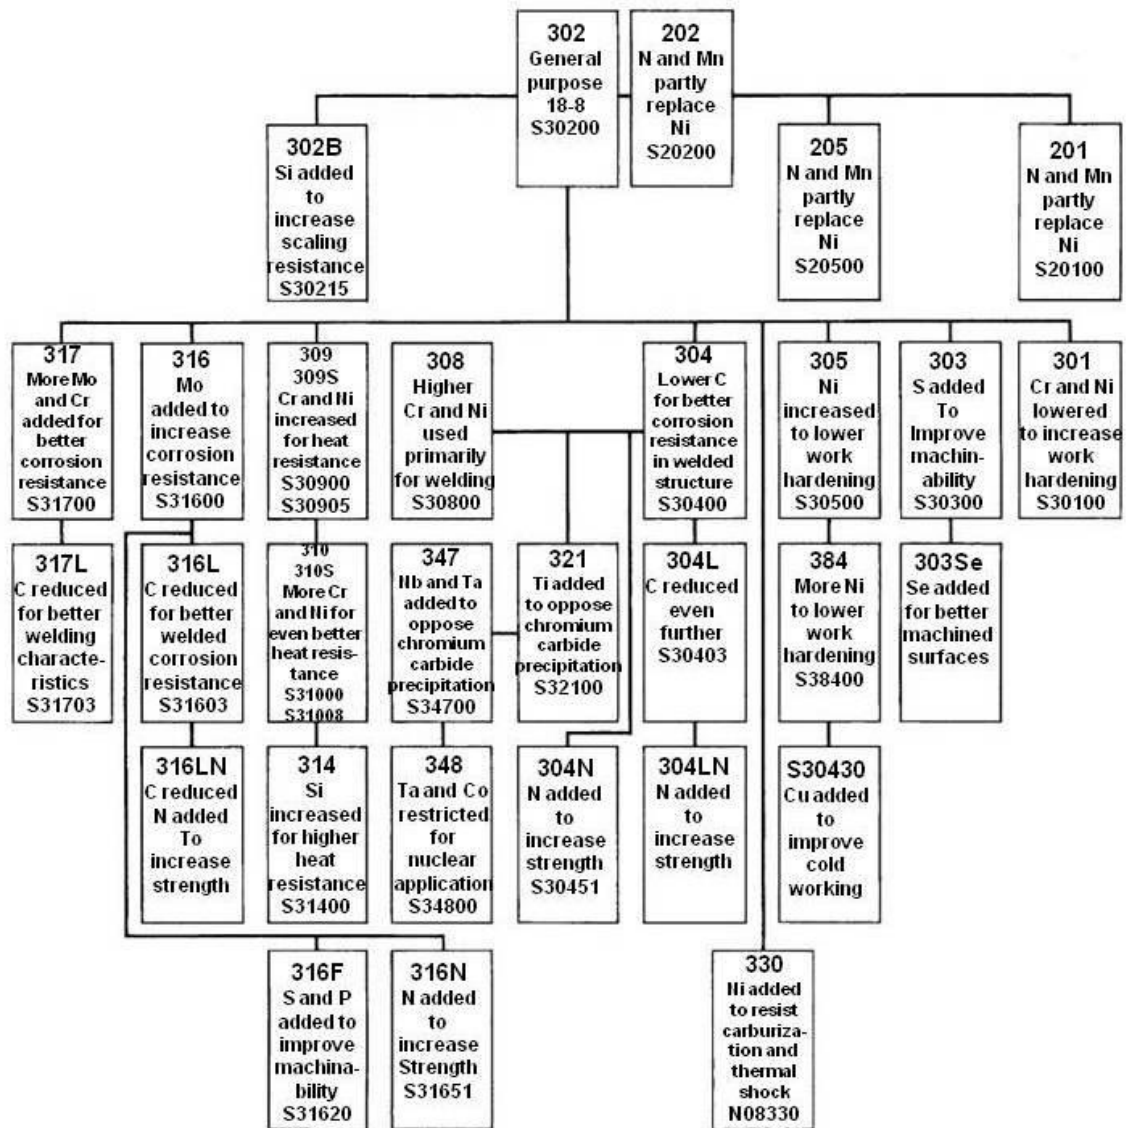 302
General
purpose
18-8
S30200
202
N and Mn
partly
replace
Ni
S20200
302B
Si added
to
increase
scaling
resistance
S30215
205
N and Mn
partly
replace
Ni
S20500
201
N and Mn
partly
replace
Ni
S20100
317
More Mo
and Cr
added for
better
corrosion
resistance
S31700
316
Mo
added to
increase
corrosion
resistance
S31600
309
309S
Cr and Ni
increased
for heat
resistance
S30900
S30905
308
Higher
Cr and Ni
used
primarily
for welding
S30800
304
Lower C
for better
corrosion
resistance
in welded
structure
S30400
305
Ni
increased
to lower
work
hardening
S30500
303
S added
To
Improve
machin-
ability
S30300
301
Cr and Ni
lowered
to increase
work
hardening
S30100
317L
C reduced
for better
welding
characte-
ristics
S31703
316L
C reduced
for better
welded
corrosion
resistance
S31603
310
310S
More Cr
and Ni for
even better
heat resis-
tance
S31000
S31008
347
Nb and Ta
added to
oppose
chromium
carbide
precipitation
S34700
321
Ti added
to oppose
chromium
carbide
precipitation
S32100
304L
C reduced
even
further
S30403
384
More Ni
to lower
work
hardening
S38400
303Se
Se added
for better
machined
surfaces
316LN
C reduced
N added
To
increase
strength
314
Si
increased
for higher
heat
resistance
S31400
348
Ta and Co
restricted
for
nuclear
application
S34800
304N
N added
to
increase
strength
S30451
304LN
N added
to
increase
strength
S30430
Cu added
to
improve
cold
working
316F
S and P
added to
improve
machina-
bility
S31620
316N
N added
to
increase
Strength
S31651
330
Ni added
to resist
carburiza-
tion and
thermal
shock
N08330